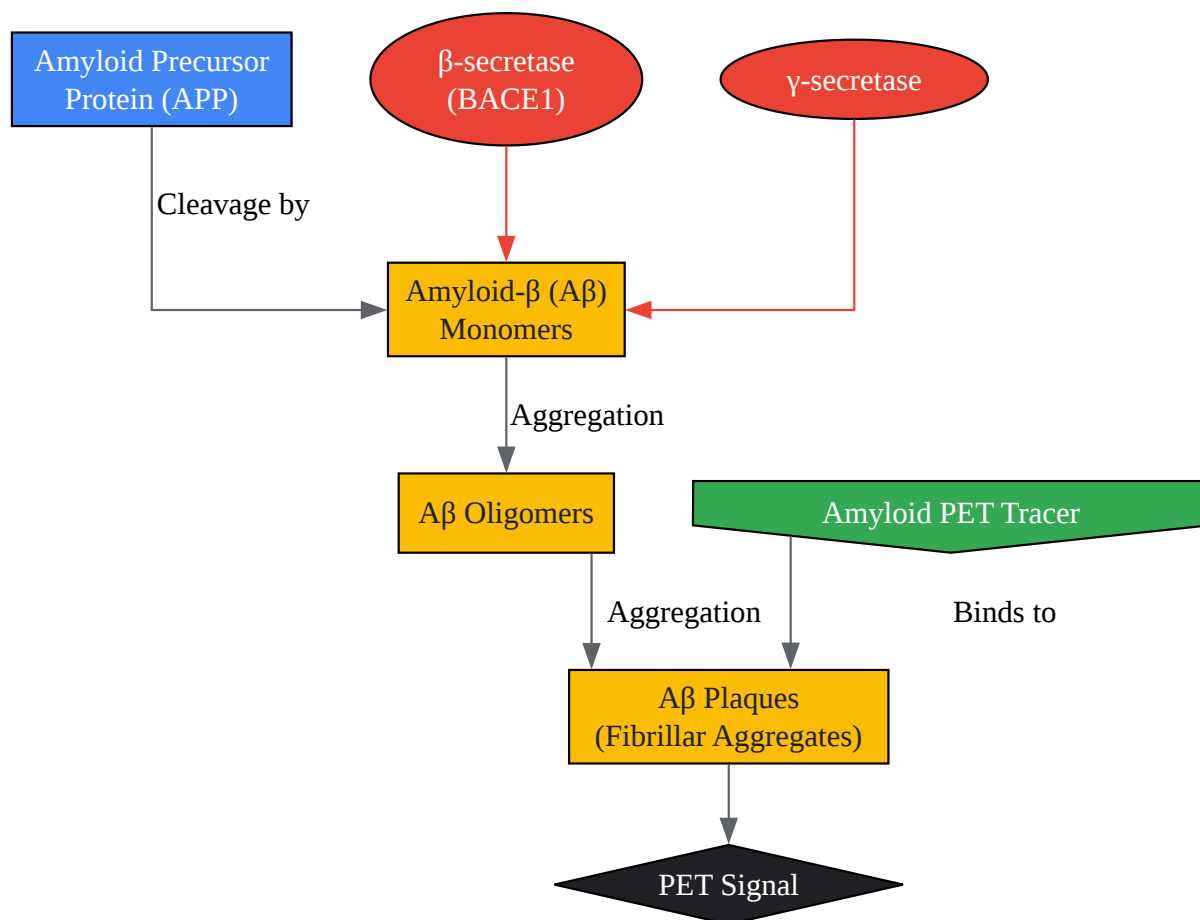 Amyloid Precursor
Protein (APP)
β-secretase
(BACE1)
γ-secretase
Cleavage by
Amyloid-β (Aβ)
Monomers
Aggregation
Aβ Oligomers
Amyloid PET Tracer
Aggregation
Binds to
Aβ Plaques
(Fibrillar Aggregates)
PET Signal